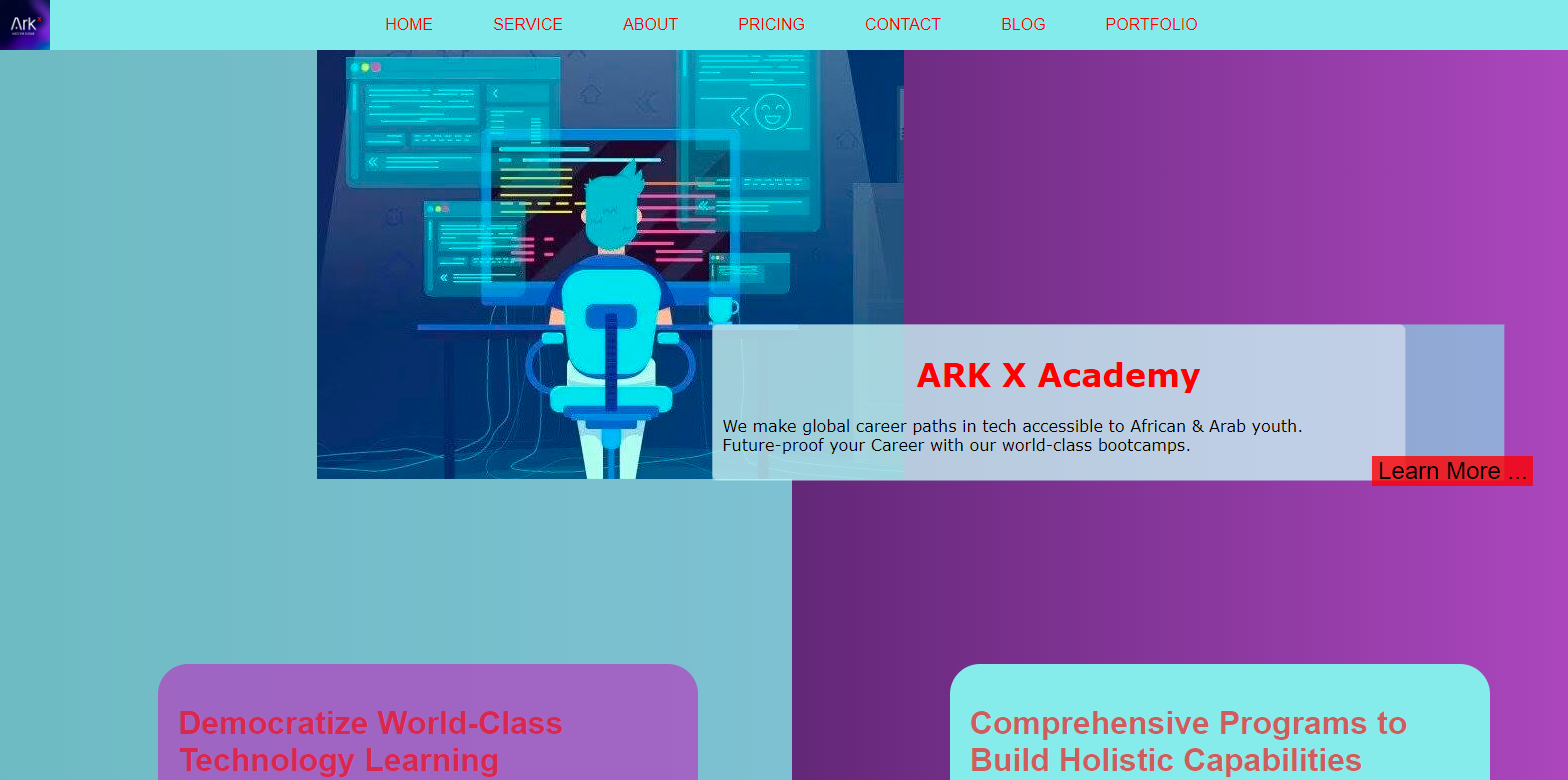 Ark x
HOME SERVICE ABOUT PRICING CONTACT BLOG PORTFOLIO
ARK X Academy
We make global career paths in tech accessible to African & Arab youth.
Future-proof your Career with our world-class bootcamps.
Learn More ...
Democratize World-Class
Technology Learning
Comprehensive Programs to
Build Holistic Capabilities